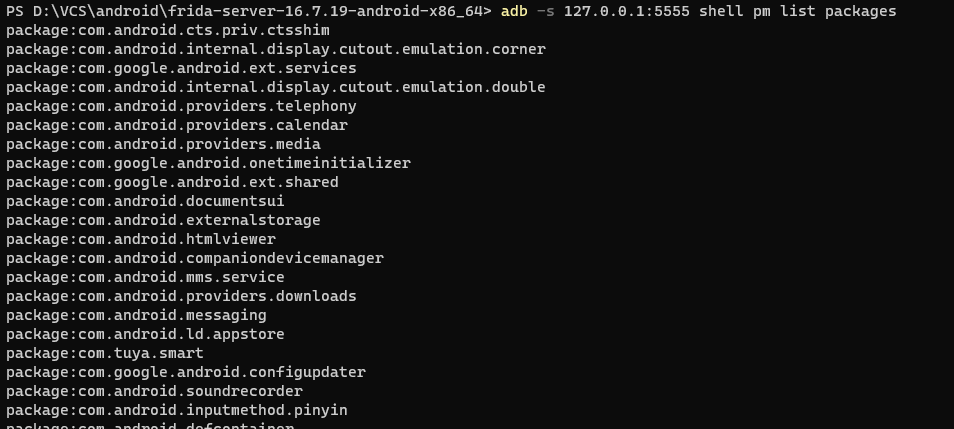 PS D:\VCS\android\frida-server-16.7.19-android-x86_64> adb -s 127.0.0.1:5555 shell pm list packages
package:com.android.cts.priv.ctsshim
package:com.android.internal.display.cutout.emulation.corner
package:com.google.android.ext.services
package:com.android.internal.display.cutout.emulation.double
package:com.android.providers.telephony
package:com.android.providers.calendar
package:com.android.providers.media
package:com.google.android.onetimeinitializer
package:com.google.android.ext.shared
package:com.android.documentsui
package:com.android.externalstorage
package:com.android.htmlviewer
package:com.android.companiondevicemanager
package:com.android.mms.service
package:com.android.providers.downloads
package:com.android.messaging
package:com.android.ld.appstore
package:com.tuya.smart
package:com.google.android.configupdater
package:com.android.soundrecorder
package:com.android.inputmethod.pinyin
package:com.android.defcontainer